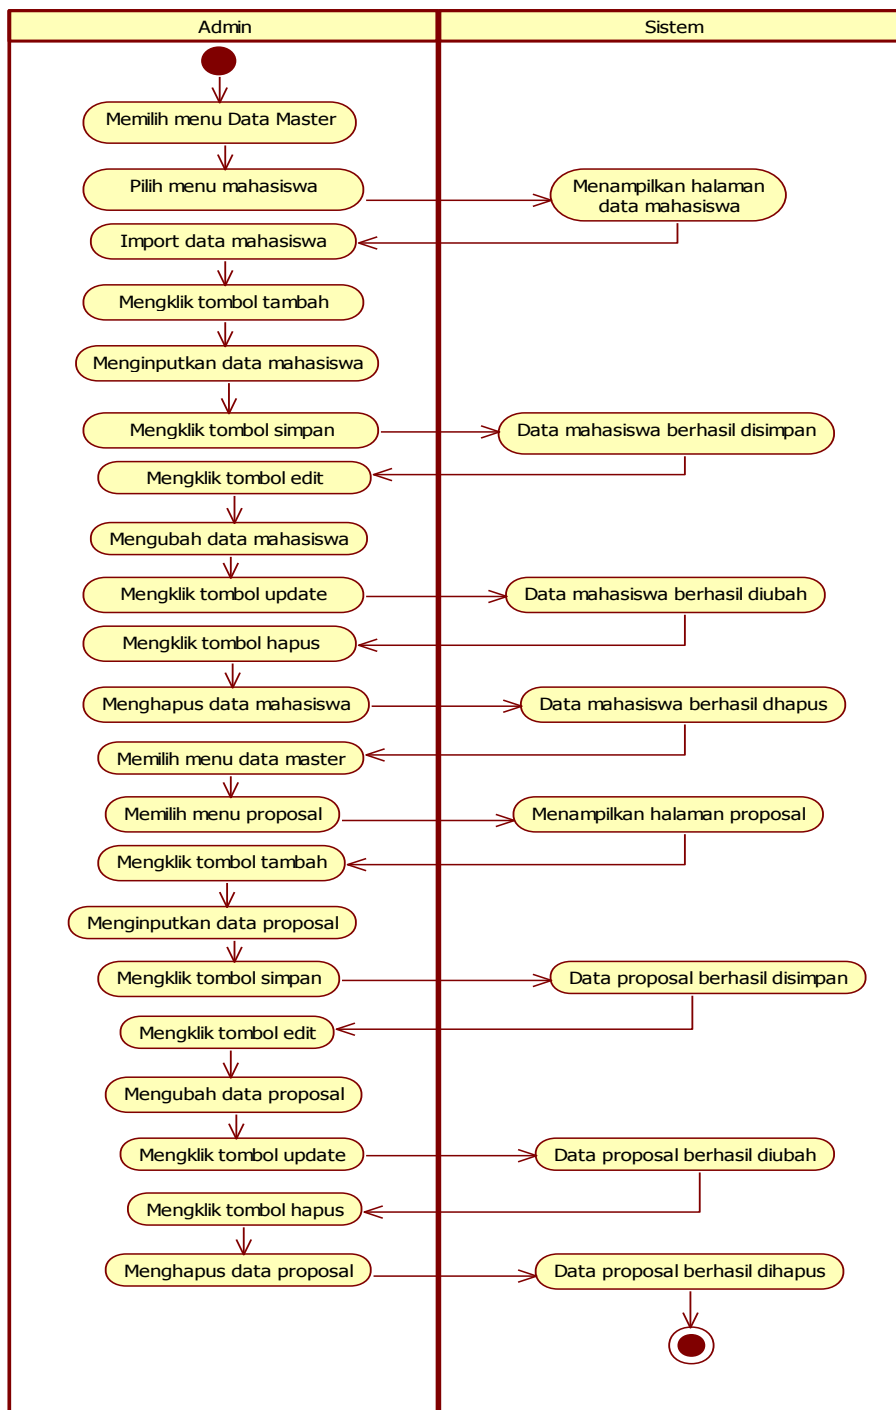 Admin
Sistem
Memilih menu Data Master
Pilih menu mahasiswa
Menampilkan halaman
data mahasiswa
Import data mahasiswa
Mengklik tombol tambah
Menginputkan data mahasiswa
Mengklik tombol simpan
Data mahasiswa berhasil disimpan
Mengklik tombol edit
Mengubah data mahasiswa
Mengklik tombol update
Data mahasiswa berhasil diubah
Mengklik tombol hapus
Menghapus data mahasiswa
Data mahasiswa berhasil dhapus
Memilih menu data master
Memilih menu proposal
Menampilkan halaman proposal
Mengklik tombol tambah
Menginputkan data proposal
Mengklik tombol simpan
Data proposal berhasil disimpan
Mengklik tombol edit
Mengubah data proposal
Mengklik tombol update
Data proposal berhasil diubah
Mengklik tombol hapus
Menghapus data proposal
Data proposal berhasil dihapus